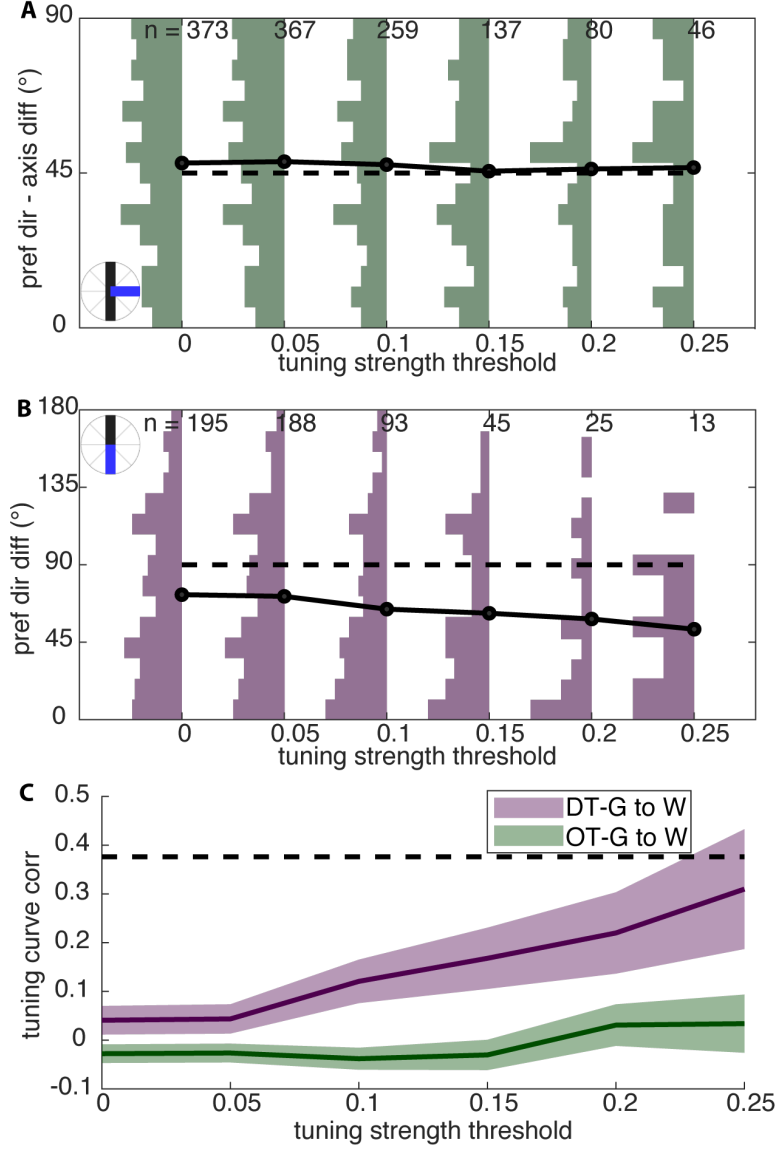 A
90
n = 373 367 259 137 80 46
pref dir - axis diff (°)
45
0
0 0.05 0.1 0.15 0.2 0.25
tuning strength threshold
B
180
n = 195 188 93 45 25 13
135
pref dir diff (°)
90
45
0
0 0.05 0.1 0.15 0.2 0.25
tuning strength threshold
C
0.5
DT-G to W
OT-G to W
0.4
0.3
tuning curve corr
0.2
0.1
0
-0.1
0 0.05 0.1 0.15 0.2 0.25
tuning strength threshold